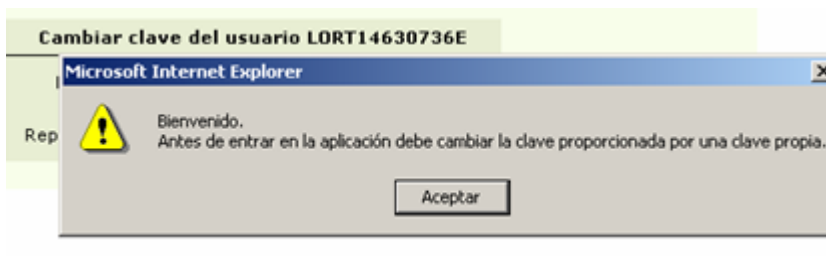 Cambiar clave del usuario LORT14630736E
Microsoft Internet Explorer
Bienvenido.
Rep
Antes de entrar en la aplicación debe cambiar la clave proporcionada por una clave propia.
Aceptar